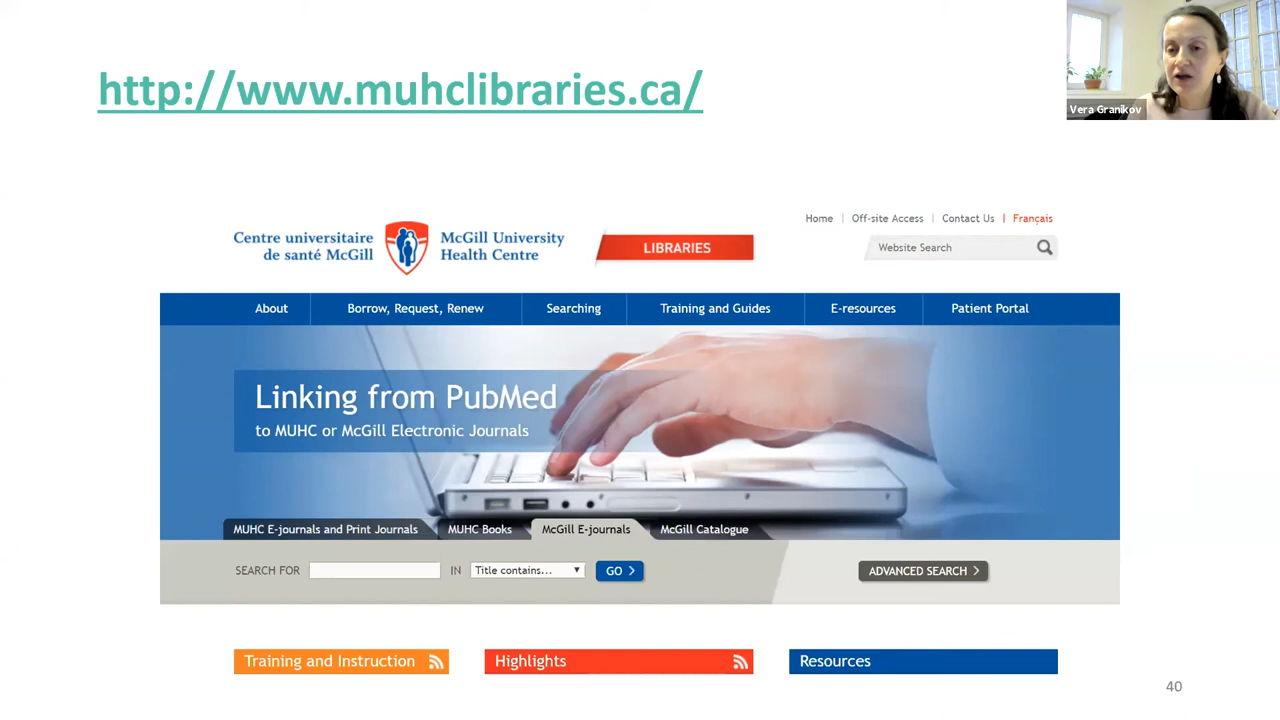 http://www.muhclibraries.ca/
Vera Granikov
Home | Off-site Access | Contact Us | Français
Centre universitaire de santé McGill
McGill University Health Centre
LIBRARIES
Website Search
About
Borrow, Request, Renew
Searching
Training and Guides
E-resources
Patient Portal
Linking from PubMed
to MUHC or McGill Electronic Journals
MUHC E-journals and Print Journals
MUHC Books
McGill E-journals
McGill Catalogue
SEARCH FOR
IN
Title contains...
GO >
ADVANCED SEARCH >
Training and Instruction
Highlights
Resources
40